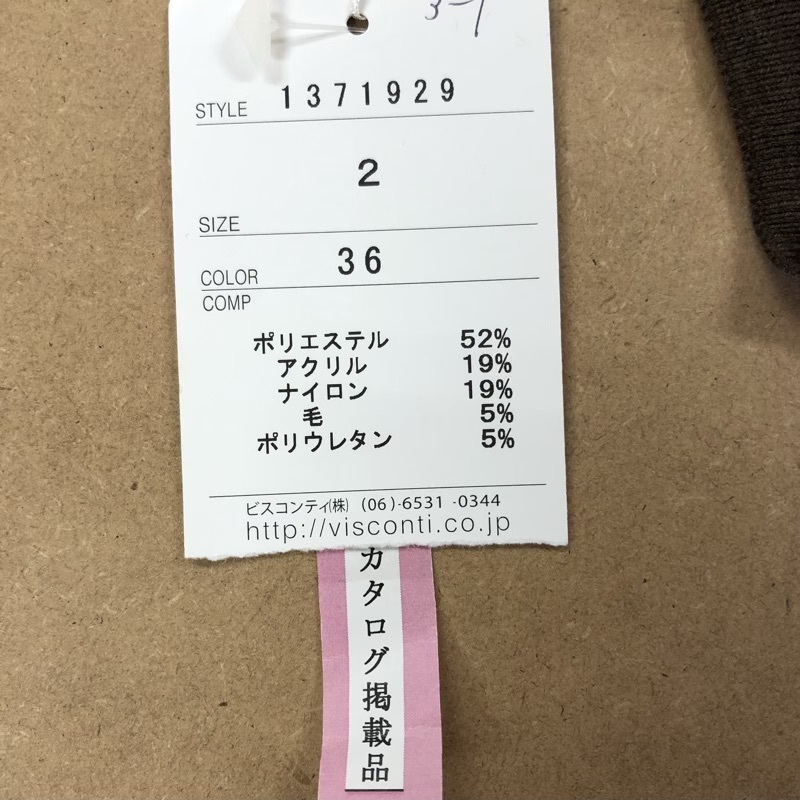 3-1
STYLE 1371929
2
SIZE
COLOR 36
COMP
ポリエステル 52%
アクリル 19%
ナイロン 19%
毛 5%
ポリウレタン 5%
ビスコンティ㈱ (06)-6531-0344
http://visconti.co.jp
カタログ掲載品